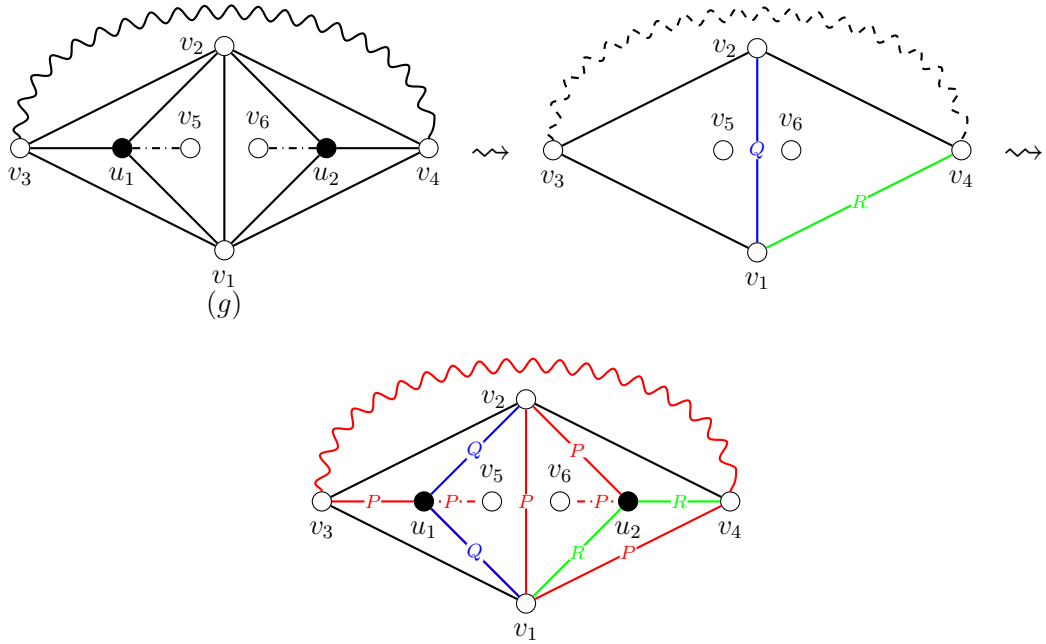 v₂ v₅ v₆ v₃ u₁ u₂ v₄ v₁
(g)
v₂ v₅ v₆ Q v₃ v₄ R v₁
v₂ Q P v₅ v₆ P P P P R v₃ u₁ u₂ v₄ Q R P v₁